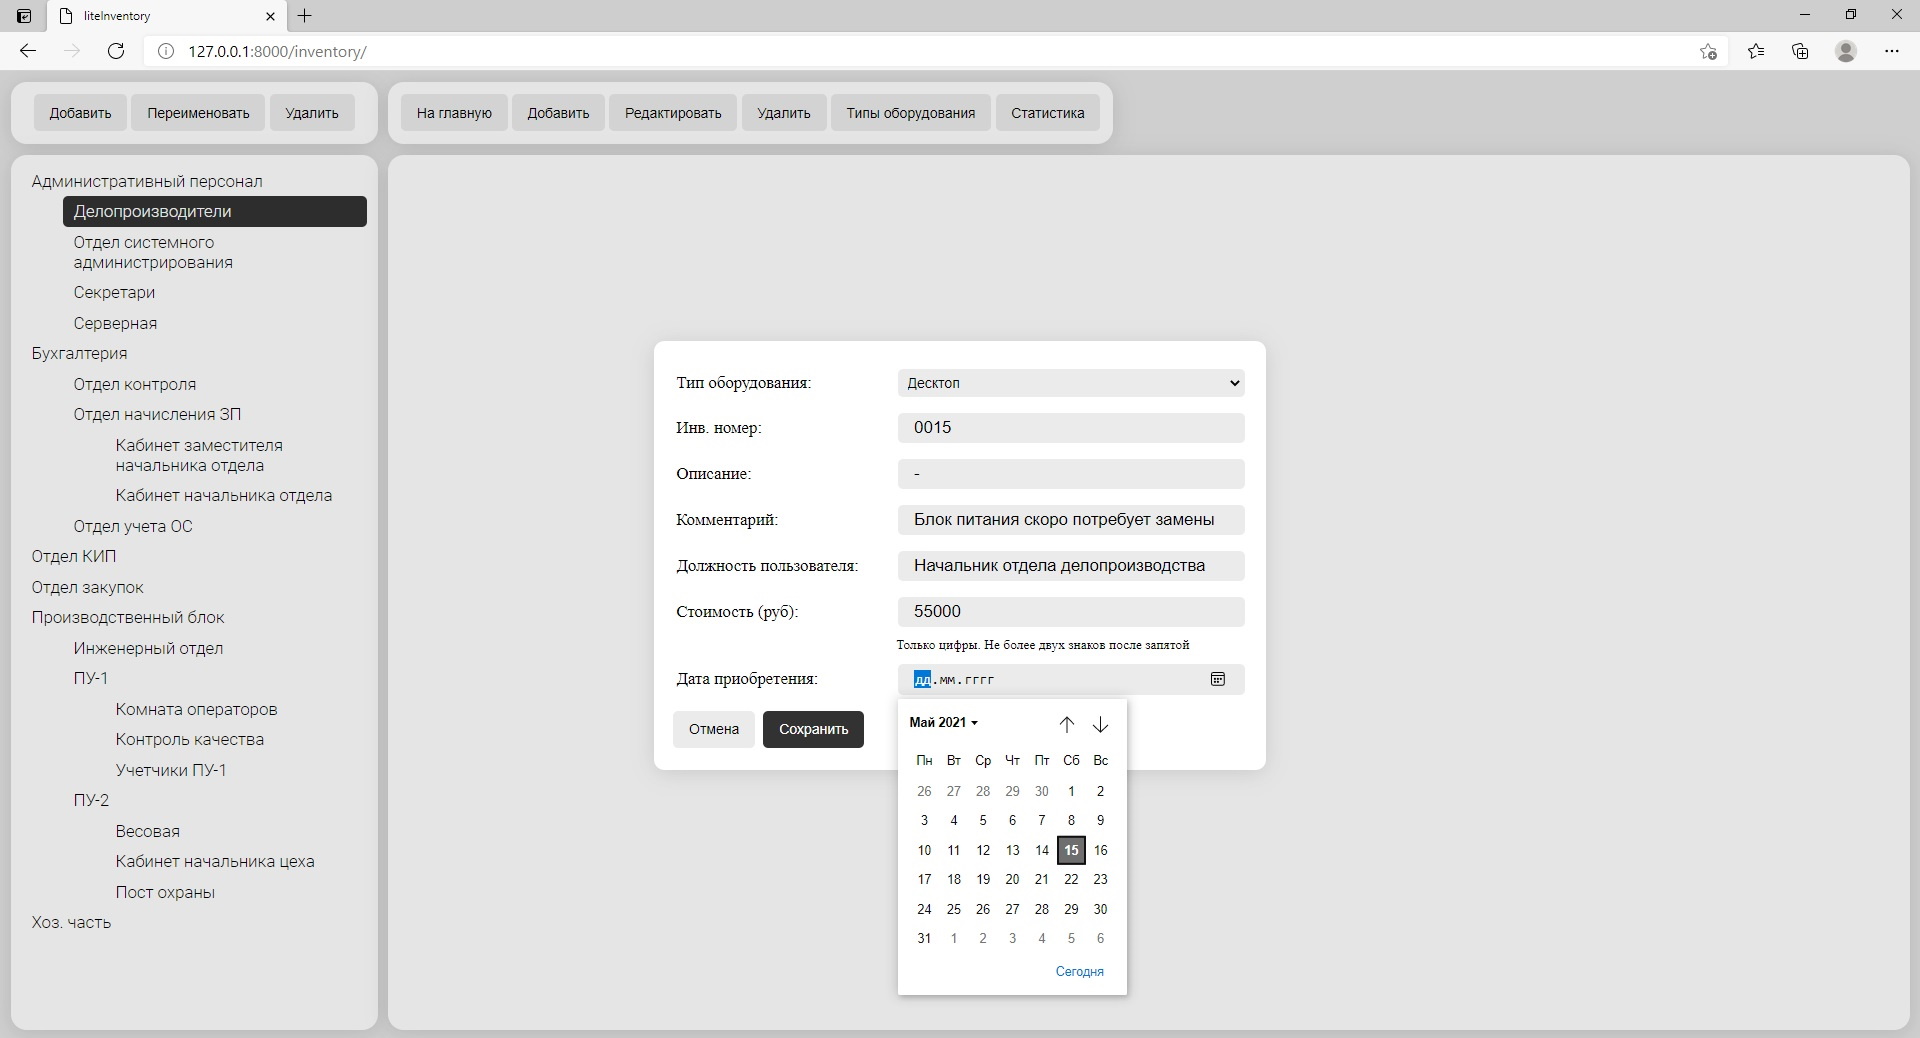 liteInventory
127.0.0.1:8000/inventory/
Добавить Переименовать Удалить
На главную Добавить Редактировать Удалить Типы оборудования Статистика
Административный персонал
Делопроизводители
Отдел системного
администрирования
Секретари
Серверная
Бухгалтерия
Отдел контроля
Отдел начисления ЗП
Кабинет заместителя
начальника отдела
Кабинет начальника отдела
Отдел учета ОС
Отдел КИП
Отдел закупок
Производственный блок
Инженерный отдел
ПУ-1
Комната операторов
Контроль качества
Учетчики ПУ-1
ПУ-2
Весовая
Кабинет начальника цеха
Пост охраны
Хоз. часть
Тип оборудования: Десктоп
Инв. номер: 0015
Описание: -
Комментарий: Блок питания скоро потребует замены
Должность пользователя: Начальник отдела делопроизводства
Стоимость (руб): 55000
Только цифры. Не более двух знаков после запятой
Дата приобретения: дд.мм.гггг
Отмена Сохранить
Май 2021
Пн Вт Ср Чт Пт Сб Вс
26 27 28 29 30 1 2
3 4 5 6 7 8 9
10 11 12 13 14 15 16
17 18 19 20 21 22 23
24 25 26 27 28 29 30
31 1 2 3 4 5 6
Сегодня